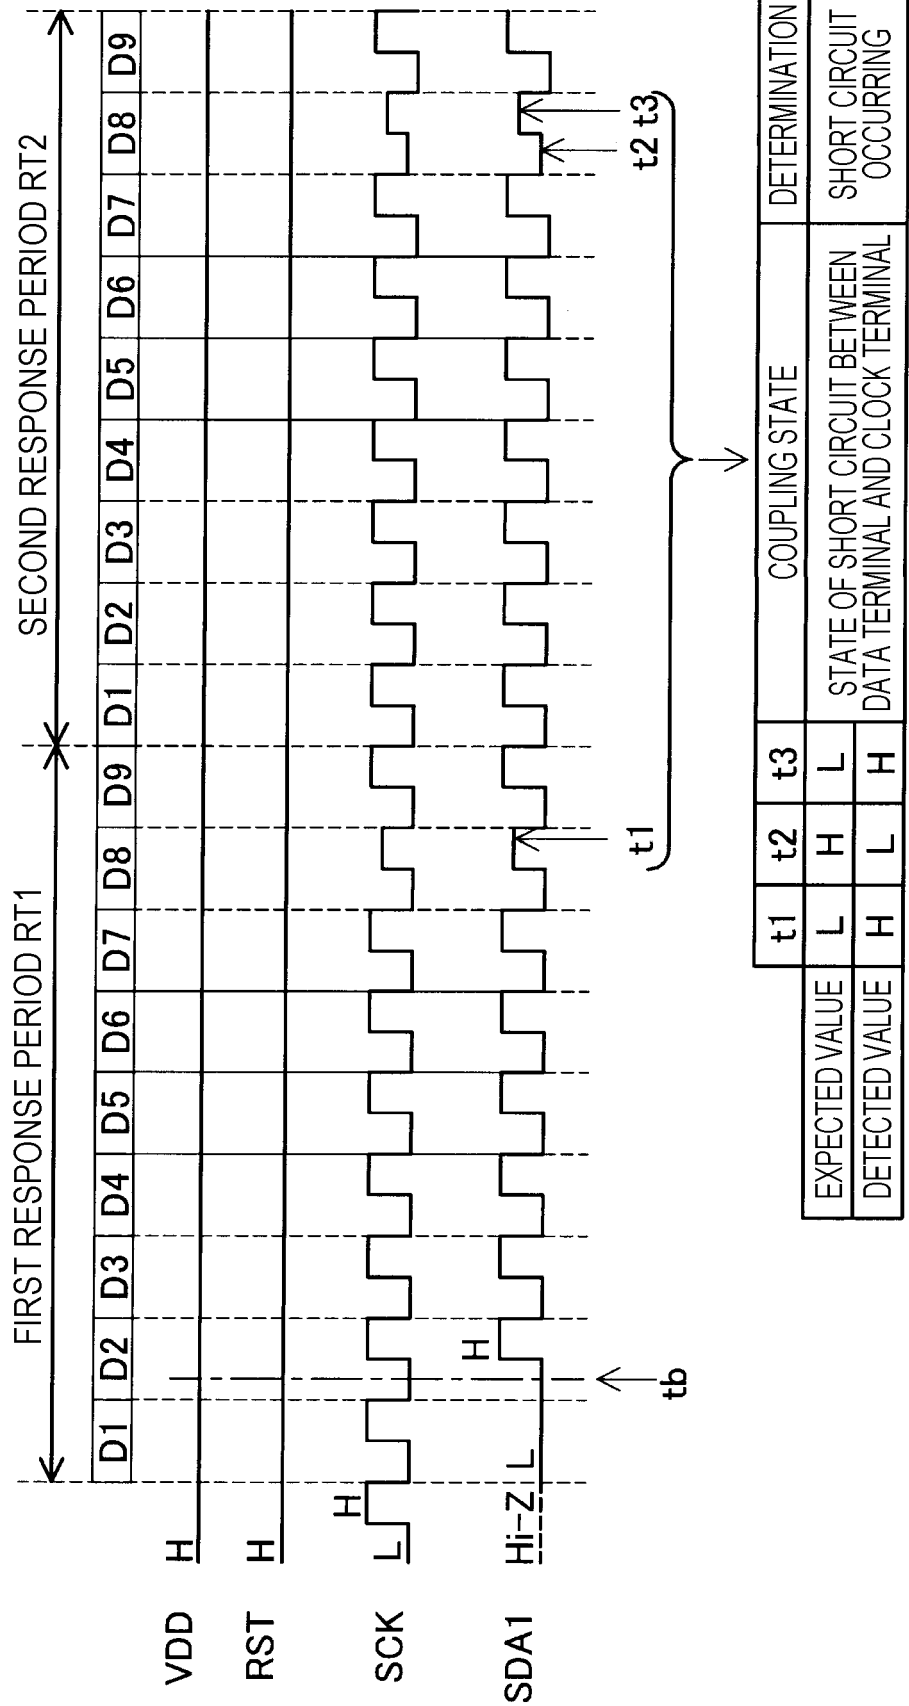 FIRST RESPONSE PERIOD RT1
SECOND RESPONSE PERIOD RT2
D1 D2 D3 D4 D5 D6 D7 D8 D9 D1 D2 D3 D4 D5 D6 D7 D8 D9
VDD H
RST H
SCK L H
SDA1 Hi-Z L H
tb
t1
t2 t3
t1 t2 t3 COUPLING STATE DETERMINATION
EXPECTED VALUE L H L
DETECTED VALUE H L H
STATE OF SHORT CIRCUIT BETWEEN
DATA TERMINAL AND CLOCK TERMINAL
SHORT CIRCUIT
OCCURRING